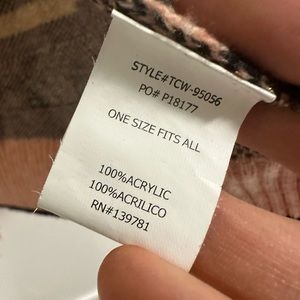 STYLE#TCW-95056
PO# P18177
ONE SIZE FITS ALL
100%ACRYLIC
100%ACRILICO
RN#139781